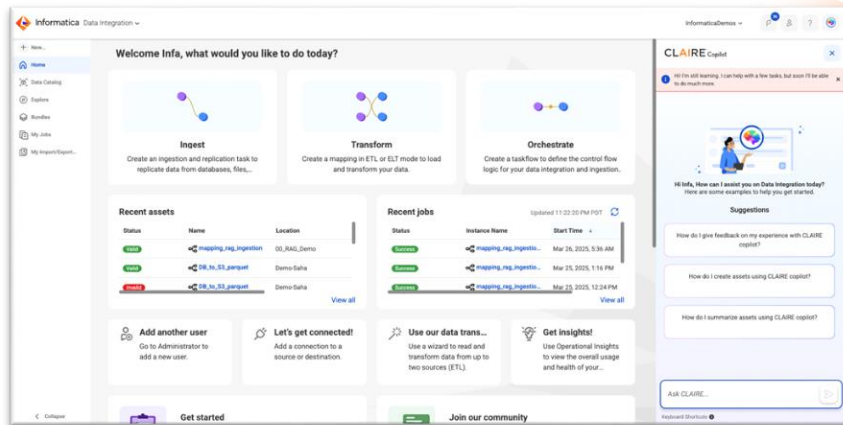 Informatica Data Integration
InformaticaDemos
New...
Home
Data Catalog
Explore
Bundles
My Jobs
My Import/Export...
Collapse
Welcome Infa, what would you like to do today?
Ingest
Create an ingestion and replication task to
replicate data from databases, files,...
Transform
Create a mapping in ETL or ELT mode to load
and transform your data.
Orchestrate
Create a taskflow to define the control flow
logic for your data integration and ingestion.
Recent assets
Status Name Location
Valid mapping_rag_ingestion 00_RAG_Demo
Valid DB_to_S3_parquet Demo-Saha
Invalid DB_to_S3_parquet Demo-Saha
View all
Recent jobs Updated 11:23:20 PM PDT
Status Instance Name Start Time
Success mapping_rag_ingestio... Mar 26, 2025, 5:36 AM
Success mapping_rag_ingestio... Mar 25, 2025, 1:16 PM
Success mapping_rag_ingestio... Mar 25, 2025, 12:24 PM
View all
Add another user
Go to Administrator to
add a new user.
Let's get connected!
Add a connection to a
source or destination.
Use our data trans...
Use a wizard to read and
transform data from up to
two sources (ETL).
Get insights!
Use Operational Insights
to view the overall usage
and health of your...
Get started
Join our community
CLAIRE Copilot
Hi! I'm still learning. I can help with a few tasks, but soon I'll be able
to do much more.
Hi Infa, How can I assist you on Data Integration today?
Here are some examples to help you get started.
Suggestions
How do I give feedback on my experience with CLAIRE
copilot?
How do I create assets using CLAIRE copilot?
How do I summarize assets using CLAIRE copilot?
Ask CLAIRE...
Keyboard Shortcuts